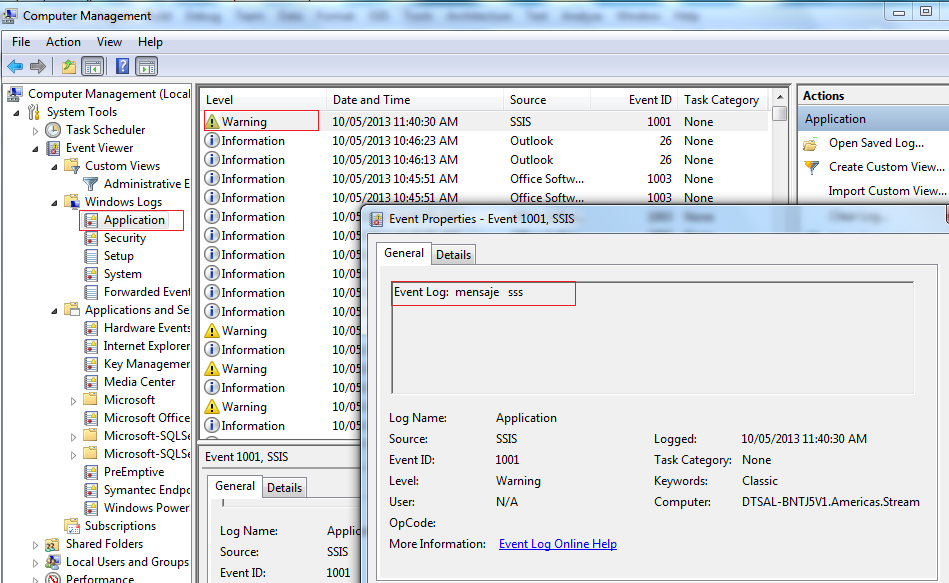 Computer Management
File Action View Help
Computer Management (Local
System Tools
Task Scheduler
Event Viewer
Custom Views
Administrative E
Windows Logs
Application
Security
Setup
System
Forwarded Event
Applications and Se
Hardware Events
Internet Explorer
Key Managemer
Media Center
Microsoft
Microsoft Office
Microsoft-SQLSe
Microsoft-SQLSe
PreEmptive
Symantec Endpo
Windows Power
Subscriptions
Shared Folders
Local Users and Groups
Performance
Level Date and Time Source Event ID Task Category
Warning 10/05/2013 11:40:30 AM SSIS 1001 None
Information 10/05/2013 10:46:23 AM Outlook 26 None
Information 10/05/2013 10:46:13 AM Outlook 26 None
Information 10/05/2013 10:45:51 AM Office Softw... 1003 None
Information 10/05/2013 10:45:51 AM Office Softw... 1003 None
Information 10/05
Information 10/05
Information 10/05
Information 10/05
Information 10/05
Information 10/05
Warning 10/05
Information 10/05
Warning 10/05
Information 10/05
Warning 10/05
Information 10/05
Event 1001, SSIS
General Details
Log Name: Applic
Source: SSIS
Event ID: 1001
Actions
Application
Open Saved Log...
Create Custom View...
Import Custom View...
Event Properties - Event 1001, SSIS
General Details
Event Log: mensaje sss
Log Name: Application
Source: SSIS Logged: 10/05/2013 11:40:30 AM
Event ID: 1001 Task Category: None
Level: Warning Keywords: Classic
User: N/A Computer: DTSAL-BNTJ5V1.Americas.Stream
OpCode:
More Information: Event Log Online Help